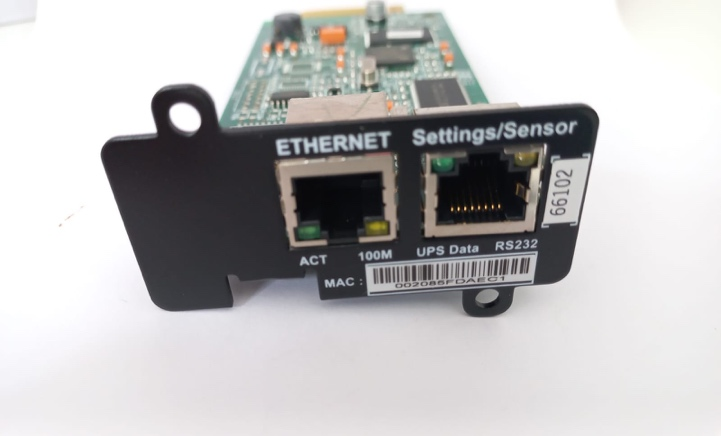 ETHERNET Settings/Sensor
66102
ACT 100M UPS Data RS232
MAC :
002085FDAEC1